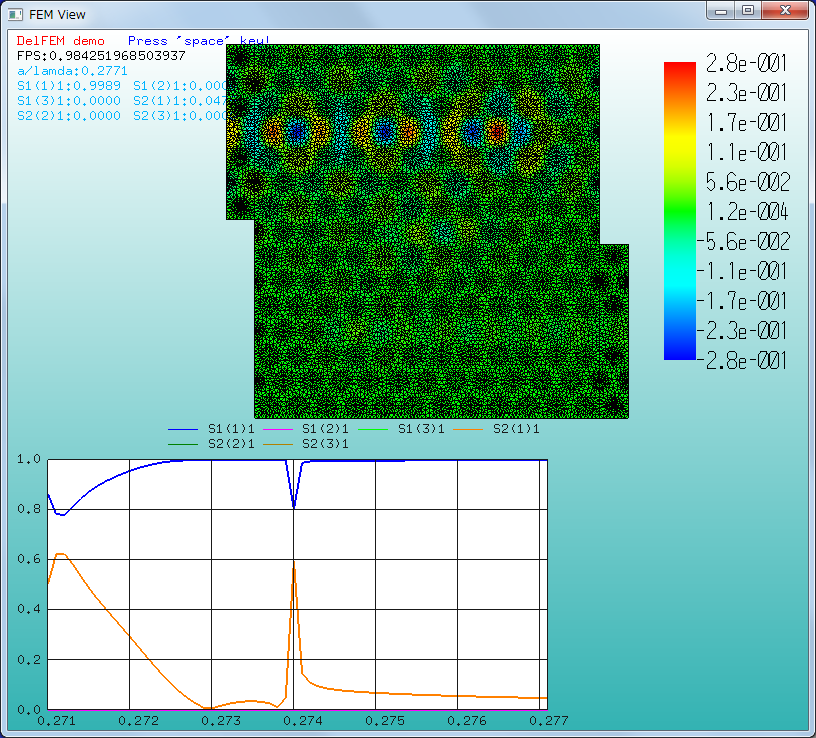 FEM View
DelFEM demo Press 'space' key!
FPS:0.984251968503937
a/lamda:0.2771
S1(1)1:0.9989 S1(2)1:0.000
S1(3)1:0.0000 S2(1)1:0.047
S2(2)1:0.0000 S2(3)1:0.000
2.8e-001
2.3e-001
1.7e-001
1.1e-001
5.6e-002
1.2e-004
-5.6e-002
-1.1e-001
-1.7e-001
-2.3e-001
-2.8e-001
S1(1)1 S1(2)1 S1(3)1 S2(1)1
S2(2)1 S2(3)1
1.0
0.8
0.6
0.4
0.2
0.0
0.271 0.272 0.273 0.274 0.275 0.276 0.277